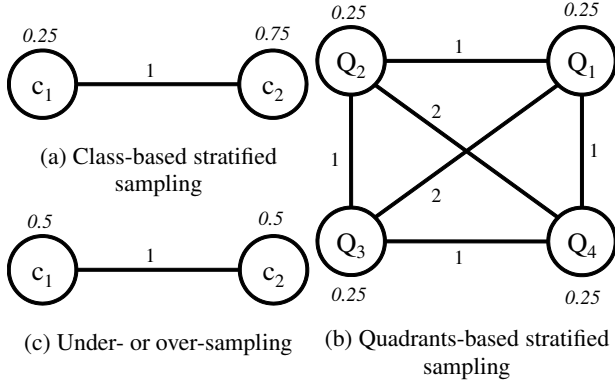 0.25
0.75
1
c1
c2
(a) Class-based stratified
sampling
0.5
0.5
1
c1
c2
(c) Under- or over-sampling
0.25
0.25
1
Q2
Q1
2
1
1
2
Q3
Q4
1
0.25
0.25
(b) Quadrants-based stratified
sampling